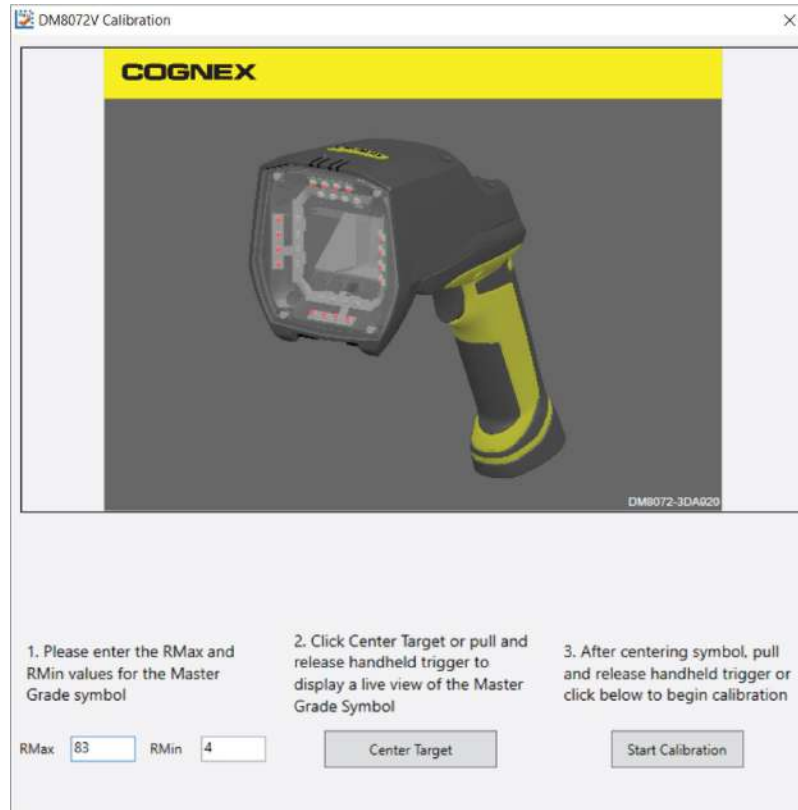 DM8072V Calibration
COGNEX
DM8072-3DA920
1. Please enter the RMax and
RMin values for the Master
Grade symbol
2. Click Center Target or pull and
release handheld trigger to
display a live view of the Master
Grade Symbol
3. After centering symbol, pull
and release handheld trigger or
click below to begin calibration
RMax 83 RMin 4
Center Target
Start Calibration